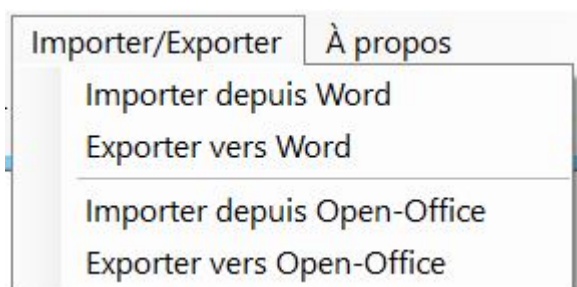 Importer/Exporter À propos
Importer depuis Word
Exporter vers Word
Importer depuis Open-Office
Exporter vers Open-Office